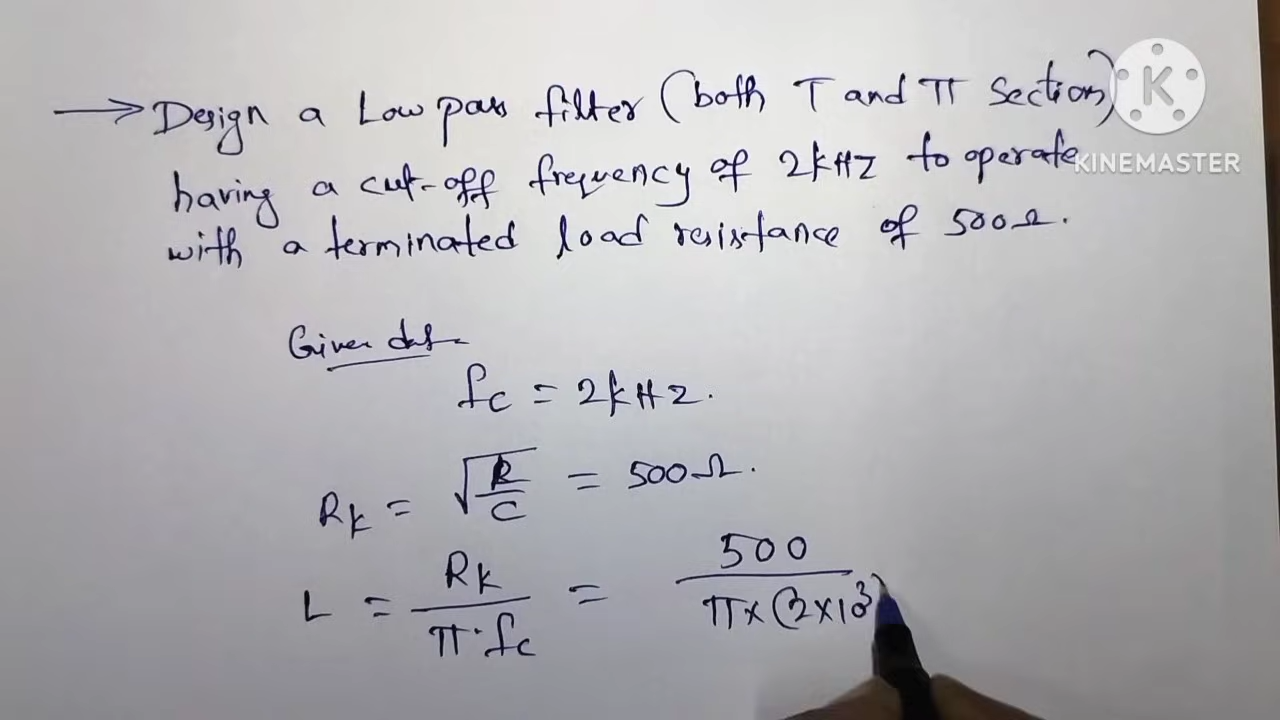 → Design a Low pass filter (both T and π Section)
having a cut-off frequency of 2kHz to operate
with a terminated load resistance of 500Ω.
K
KINEMASTER
Given
fc = 2kHz.
Rk = √(R/C) = 500Ω.
L = Rk / π·fc = 500 / π×(2×10³)